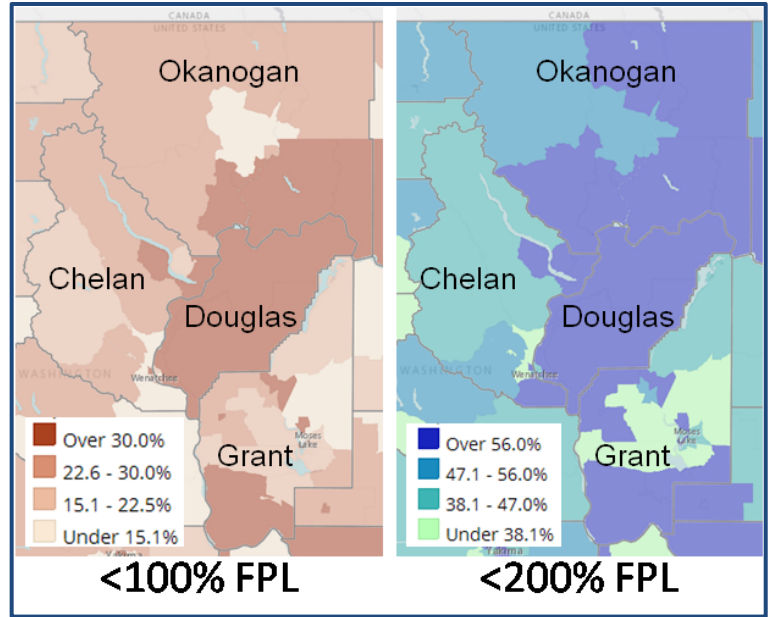 CANADA
UNITED STATES
Okanogan
Chelan
Douglas
WASHINGTON
Wenatchee
Moses
Lake
Grant
Over 30.0%
22.6 - 30.0%
15.1 - 22.5%
Under 15.1%
Yakima
<100% FPL
CANADA
UNITED STATES
Okanogan
Chelan
Douglas
WASHINGTON
Wenatchee
Moses
Lake
Grant
Over 56.0%
47.1 - 56.0%
38.1 - 47.0%
Under 38.1%
Yakima
<200% FPL